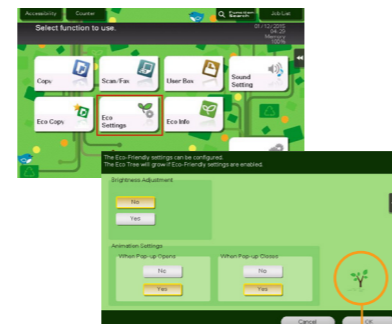 Accessibility
Counter
Function Search
Job List
Select function to use.
01/12/2015
04:20
Memory
100%
Copy
Scan/Fax
User Box
Sound Setting
Eco Copy
Eco Settings
Eco Info
The Eco-Friendly settings can be configured.
The Eco Tree will grow if Eco-Friendly settings are enabled.
Brightness Adjustment
No
Yes
Animation Settings
When Pop-up Opens
When Pop-up Closes
No
No
Yes
Yes
Cancel
OK